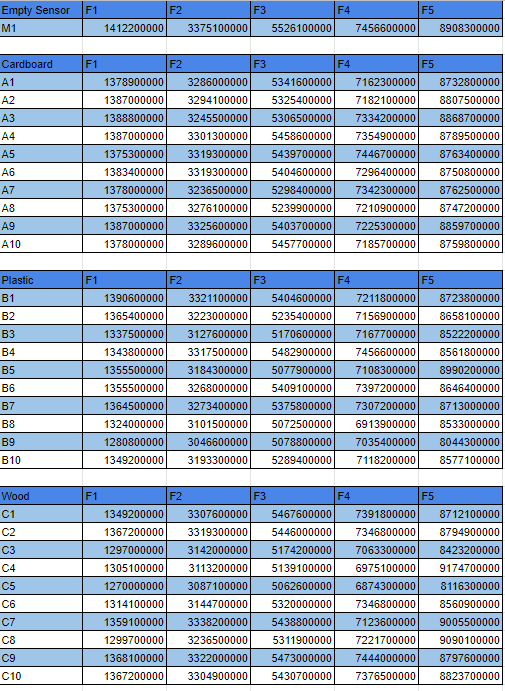 Empty Sensor F1 F2 F3 F4 F5
M1 1412200000 3375100000 5526100000 7456600000 8908300000
Cardboard F1 F2 F3 F4 F5
A1 1378900000 3286000000 5341600000 7162300000 8732800000
A2 1387000000 3294100000 5325400000 7182100000 8807500000
A3 1388800000 3245500000 5306500000 7334200000 8868700000
A4 1387000000 3301300000 5458600000 7354900000 8789500000
A5 1375300000 3319300000 5439700000 7446700000 8763400000
A6 1383400000 3319300000 5404600000 7296400000 8750800000
A7 1378000000 3236500000 5298400000 7342300000 8762500000
A8 1375300000 3276100000 5239900000 7210900000 8747200000
A9 1387000000 3325600000 5403700000 7225300000 8859700000
A10 1378000000 3289600000 5457700000 7185700000 8759800000
Plastic F1 F2 F3 F4 F5
B1 1390600000 3321100000 5404600000 7211800000 8723800000
B2 1365400000 3223000000 5235400000 7156900000 8658100000
B3 1337500000 3127600000 5170600000 7167700000 8522200000
B4 1343800000 3317500000 5482900000 7456600000 8561800000
B5 1355500000 3184300000 5077900000 7108300000 8990200000
B6 1355500000 3268000000 5409100000 7397200000 8646400000
B7 1364500000 3273400000 5375800000 7307200000 8713000000
B8 1324000000 3101500000 5072500000 6913900000 8533000000
B9 1280800000 3046600000 5078800000 7035400000 8044300000
B10 1349200000 3193300000 5289400000 7118200000 8577100000
Wood F1 F2 F3 F4 F5
C1 1349200000 3307600000 5467600000 7391800000 8712100000
C2 1367200000 3319300000 5446000000 7346800000 8794900000
C3 1297000000 3142000000 5174200000 7063300000 8423200000
C4 1305100000 3113200000 5139100000 6975100000 9174700000
C5 1270000000 3087100000 5062600000 6874300000 8116300000
C6 1314100000 3144700000 5320000000 7346800000 8560900000
C7 1359100000 3338200000 5438800000 7123600000 9005500000
C8 1299700000 3236500000 5311900000 7221700000 9090100000
C9 1368100000 3322000000 5473000000 7444000000 8797600000
C10 1367200000 3304900000 5430700000 7376500000 8823700000